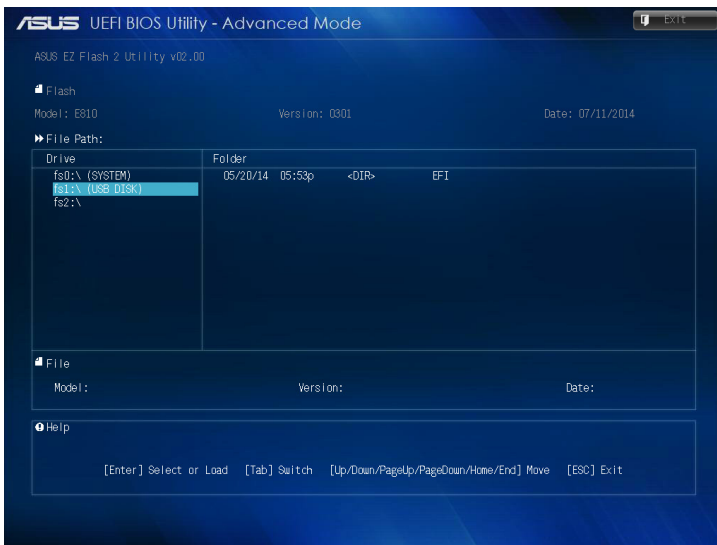 ASUS UEFI BIOS Utility - Advanced Mode
Exit
ASUS EZ Flash 2 Utility v02.00
Flash
Model: E810 Version: 0301 Date: 07/11/2014
File Path:
Drive Folder
fs0:\ (SYSTEM) 05/20/14 05:53p <DIR> EFI
fs1:\ (USB DISK)
fs2:\
File
Model: Version: Date:
Help
[Enter] Select or Load [Tab] Switch [Up/Down/PageUp/PageDown/Home/End] Move [ESC] Exit